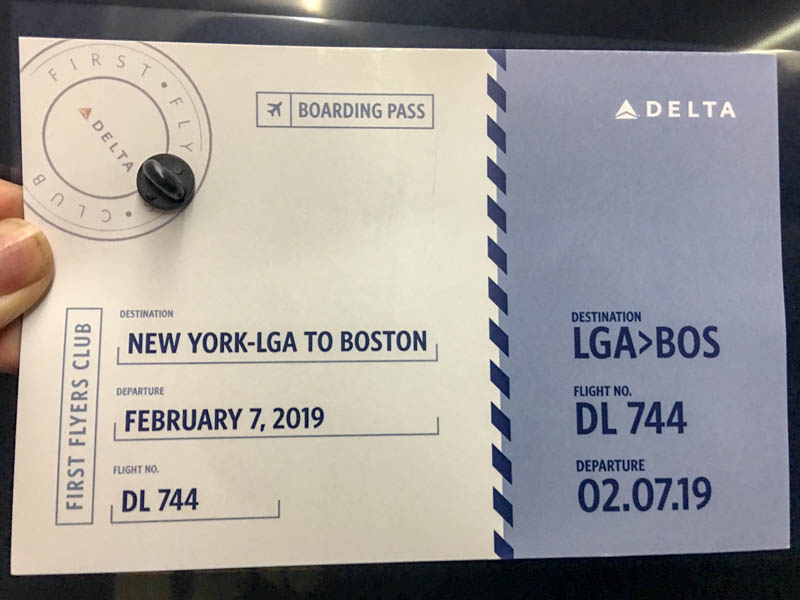 FIRST • FLY
CLUB •
DELTA
BOARDING PASS
DELTA
FIRST FLYERS CLUB
DESTINATION
NEW YORK-LGA TO BOSTON
DEPARTURE
FEBRUARY 7, 2019
FLIGHT NO.
DL 744
DESTINATION
LGA>BOS
FLIGHT NO.
DL 744
DEPARTURE
02.07.19